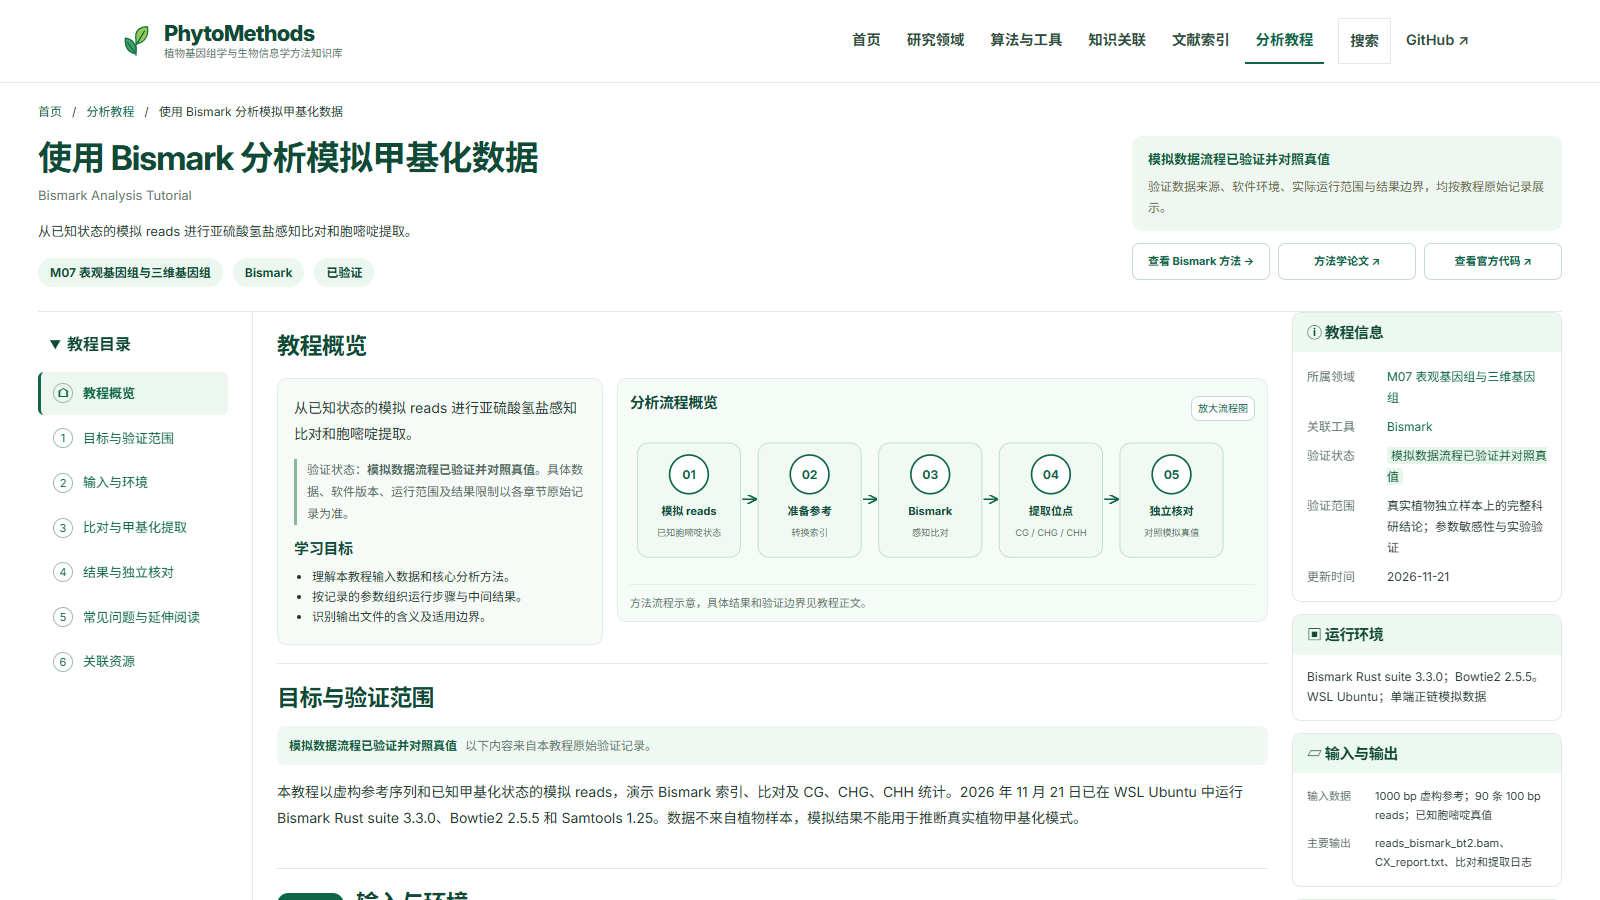 PhytoMethods
植物基因组学与生物信息学方法知识库
首页 研究领域 算法与工具 知识关联 文献索引 分析教程 搜索 GitHub ↗
首页 / 分析教程 / 使用 Bismark 分析模拟甲基化数据
使用 Bismark 分析模拟甲基化数据
Bismark Analysis Tutorial
从已知状态的模拟 reads 进行亚硫酸氢盐感知比对和胞嘧啶提取。
M07 表观基因组与三维基因组 Bismark 已验证
模拟数据流程已验证并对照真值
验证数据来源、软件环境、实际运行范围与结果边界，均按教程原始记录展
示。
查看 Bismark 方法 → 方法学论文 ↗ 查看官方代码 ↗
▼ 教程目录
教程概览
1 目标与验证范围
2 输入与环境
3 比对与甲基化提取
4 结果与独立核对
5 常见问题与延伸阅读
6 关联资源
教程概览
从已知状态的模拟 reads 进行亚硫酸氢盐感知
比对和胞嘧啶提取。
验证状态：模拟数据流程已验证并对照真值。具体数
据、软件版本、运行范围及结果限制以各章节原始记
录为准。
学习目标
• 理解本教程输入数据和核心分析方法。
• 按记录的参数组织运行步骤与中间结果。
• 识别输出文件的含义及适用边界。
分析流程概览
放大流程图
01 → 02 → 03 → 04 → 05
模拟 reads 准备参考 Bismark 提取位点 独立核对
已知胞嘧啶状态 转换索引 感知比对 CG / CHG / CHH 对照模拟真值
方法流程示意，具体结果和验证边界见教程正文。
目标与验证范围
模拟数据流程已验证并对照真值 以下内容来自本教程原始验证记录。
本教程以虚构参考序列和已知甲基化状态的模拟 reads，演示 Bismark 索引、比对及 CG、CHG、CHH 统计。2026 年 11 月 21 日已在 WSL Ubuntu 中运行
Bismark Rust suite 3.3.0、Bowtie2 2.5.5 和 Samtools 1.25。数据不来自植物样本，模拟结果不能用于推断真实植物甲基化模式。
输入与环境
ⓘ 教程信息
所属领域 M07 表观基因组与三维基因
组
关联工具 Bismark
验证状态 模拟数据流程已验证并对照真
值
验证范围 真实植物独立样本上的完整科
研结论；参数敏感性与实验验
证
更新时间 2026-11-21
▣ 运行环境
Bismark Rust suite 3.3.0；Bowtie2 2.5.5。
WSL Ubuntu；单端正链模拟数据
▱ 输入与输出
输入数据 1000 bp 虚构参考；90 条 100 bp
reads；已知胞嘧啶真值
主要输出 reads_bismark_bt2.bam、
CX_report.txt、比对和提取日志